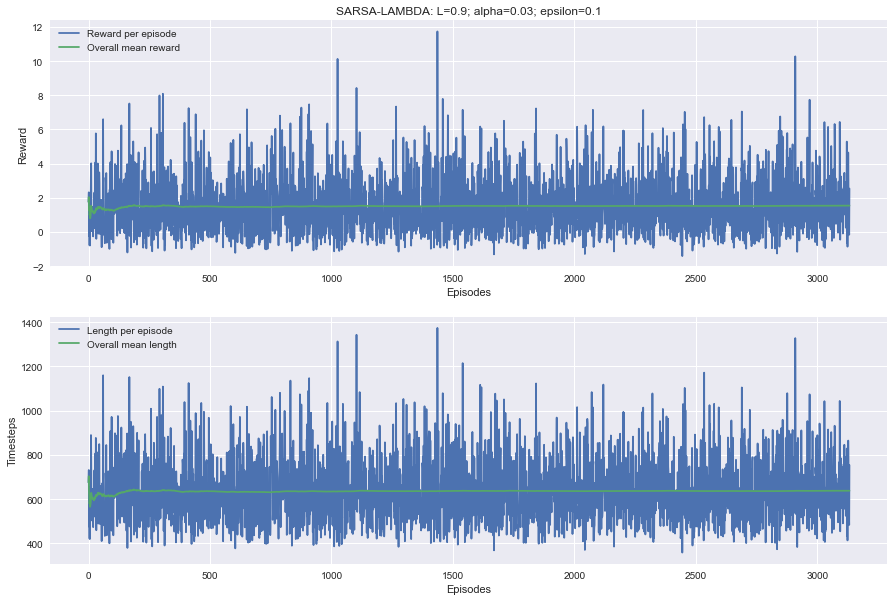 SARSA-LAMBDA: L=0.9; alpha=0.03; epsilon=0.1
Reward per episode
Overall mean reward
12
10
8
6
4
2
0
−2
Reward
0 500 1000 1500 2000 2500 3000
Episodes
Length per episode
Overall mean length
1400
1200
1000
800
600
400
Timesteps
0 500 1000 1500 2000 2500 3000
Episodes